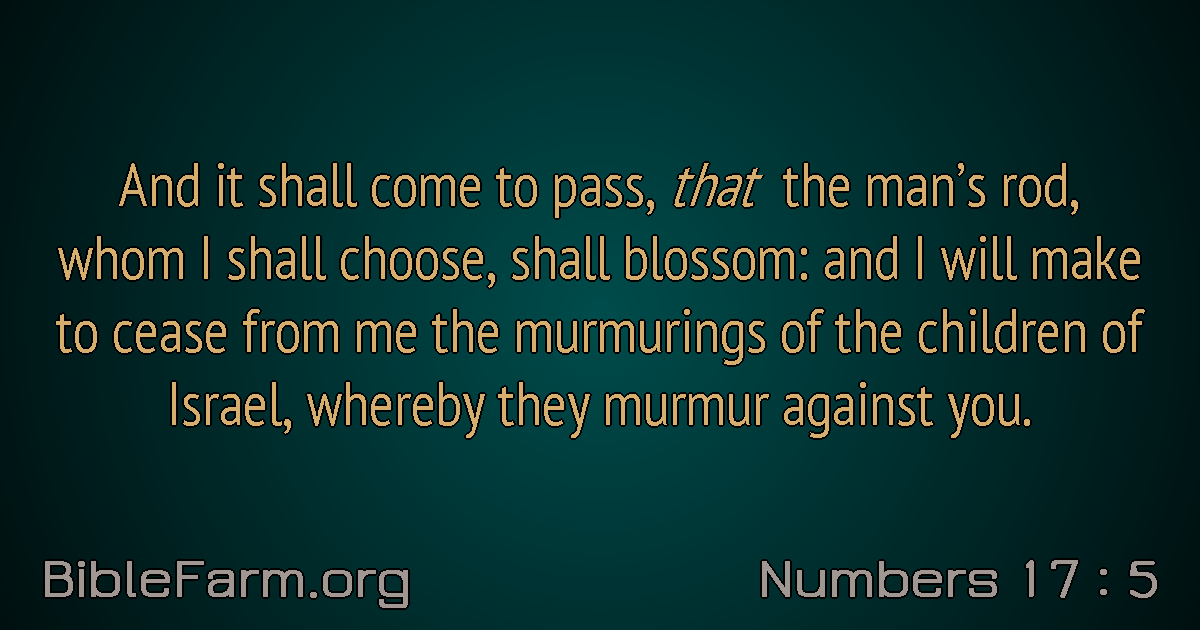 And it shall come to pass, that the man’s rod,
whom I shall choose, shall blossom: and I will make
to cease from me the murmurings of the children of
Israel, whereby they murmur against you.
BibleFarm.org
Numbers 17 : 5